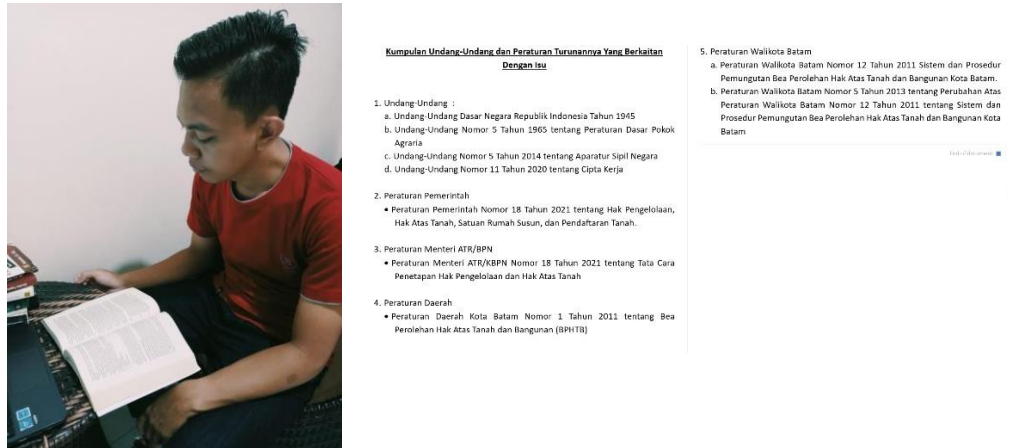 Kumpulan Undang-Undang dan Peraturan Turunannya Yang Berkaitan
Dengan Isu
1. Undang-Undang :
a. Undang-Undang Dasar Negara Republik Indonesia Tahun 1945
b. Undang-Undang Nomor 5 Tahun 1965 tentang Peraturan Dasar Pokok
Agraria
c. Undang-Undang Nomor 5 Tahun 2014 tentang Aparatur Sipil Negara
d. Undang-Undang Nomor 11 Tahun 2020 tentang Cipta Kerja
2. Peraturan Pemerintah
• Peraturan Pemerintah Nomor 18 Tahun 2021 tentang Hak Pengelolaan,
Hak Atas Tanah, Satuan Rumah Susun, dan Pendaftaran Tanah.
3. Peraturan Menteri ATR/BPN
• Peraturan Menteri ATR/KBPN Nomor 18 Tahun 2021 tentang Tata Cara
Penetapan Hak Pengelolaan dan Hak Atas Tanah
4. Peraturan Daerah
• Peraturan Daerah Kota Batam Nomor 1 Tahun 2011 tentang Bea
Perolehan Hak Atas Tanah dan Bangunan (BPHTB)
5. Peraturan Walikota Batam
a. Peraturan Walikota Batam Nomor 12 Tahun 2011 Sistem dan Prosedur
Pemungutan Bea Perolehan Hak Atas Tanah dan Bangunan Kota Batam.
b. Peraturan Walikota Batam Nomor 5 Tahun 2013 tentang Perubahan Atas
Peraturan Walikota Batam Nomor 12 Tahun 2011 tentang Sistem dan
Prosedur Pemungutan Bea Perolehan Hak Atas Tanah dan Bangunan Kota
Batam
End of document